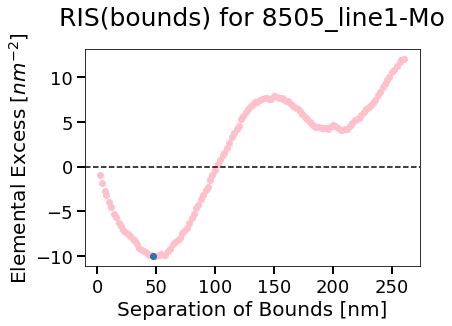 RIS(bounds) for 8505_line1-Mo
Elemental Excess [$nm^{-2}$]
10
5
0
−5
−10
0 50 100 150 200 250
Separation of Bounds [nm]